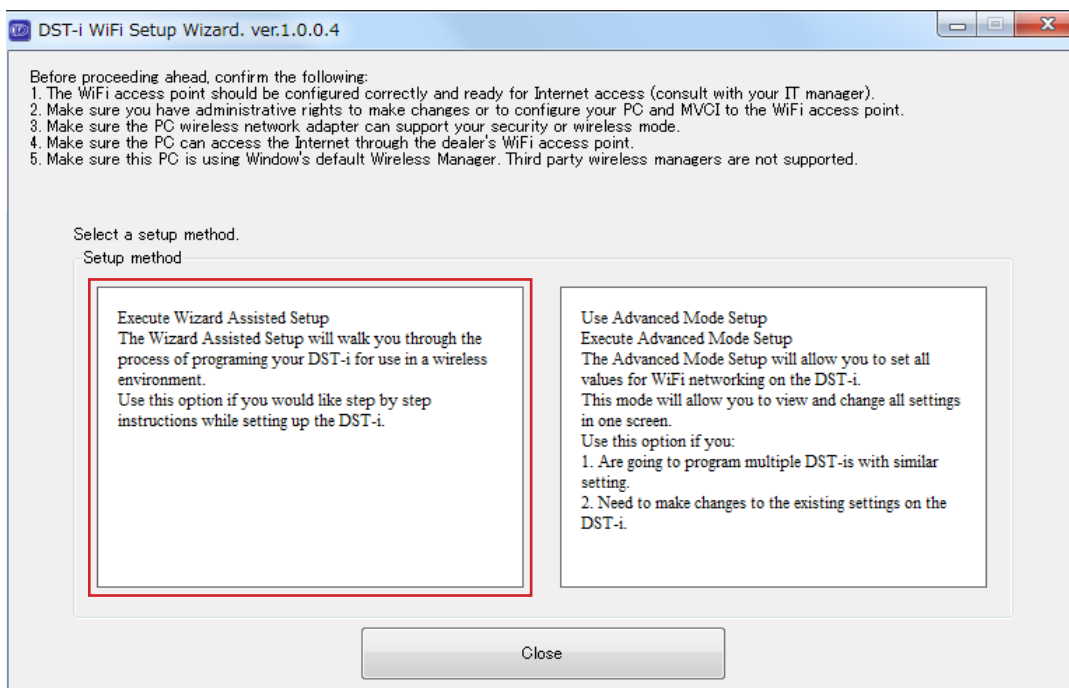 DST-i WiFi Setup Wizard. ver.1.0.0.4
Before proceeding ahead, confirm the following:
1. The WiFi access point should be configured correctly and ready for Internet access (consult with your IT manager).
2. Make sure you have administrative rights to make changes or to configure your PC and MVCI to the WiFi access point.
3. Make sure the PC wireless network adapter can support your security or wireless mode.
4. Make sure the PC can access the Internet through the dealer's WiFi access point.
5. Make sure this PC is using Window's default Wireless Manager. Third party wireless managers are not supported.
Select a setup method.
Setup method
Execute Wizard Assisted Setup
The Wizard Assisted Setup will walk you through the
process of programing your DST-i for use in a wireless
environment.
Use this option if you would like step by step
instructions while setting up the DST-i.
Use Advanced Mode Setup
Execute Advanced Mode Setup
The Advanced Mode Setup will allow you to set all
values for WiFi networking on the DST-i.
This mode will allow you to view and change all settings
in one screen.
Use this option if you:
1. Are going to program multiple DST-is with similar
setting.
2. Need to make changes to the existing settings on the
DST-i.
Close